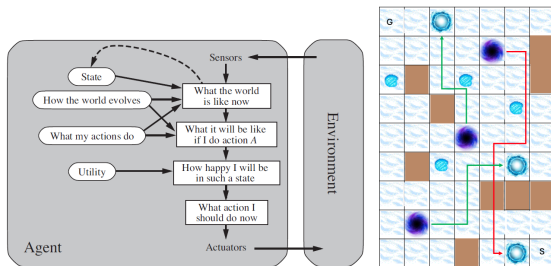 Sensors
State
How the world evolves
What my actions do
Utility
What the world
is like now
What it will be like
if I do action A
How happy I will be
in such a state
What action I
should do now
Agent
Actuators
Environment
G
S